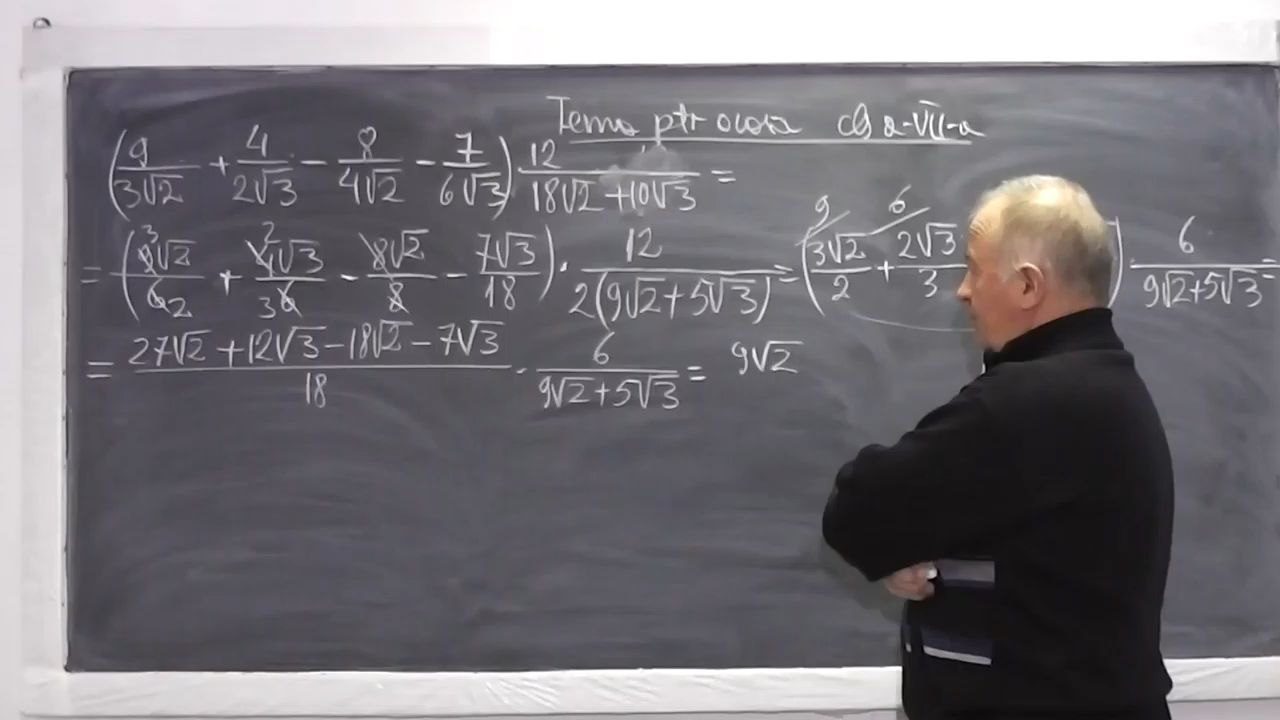 Tema ptr acasa cls a-VII-a
(9/(3√2) + 4/(2√3) - 8/(4√2) - 7/(6√3)) · 12/(18√2+10√3) =
= (9√2/6 + 4√3/6 - 8√2/8 - 7√3/18) · 12/(2(9√2+5√3)) = (3√2/2 + 2√3/3 ) · 6/(9√2+5√3) =
= (27√2+12√3-18√2-7√3)/18 · 6/(9√2+5√3) = 9√2